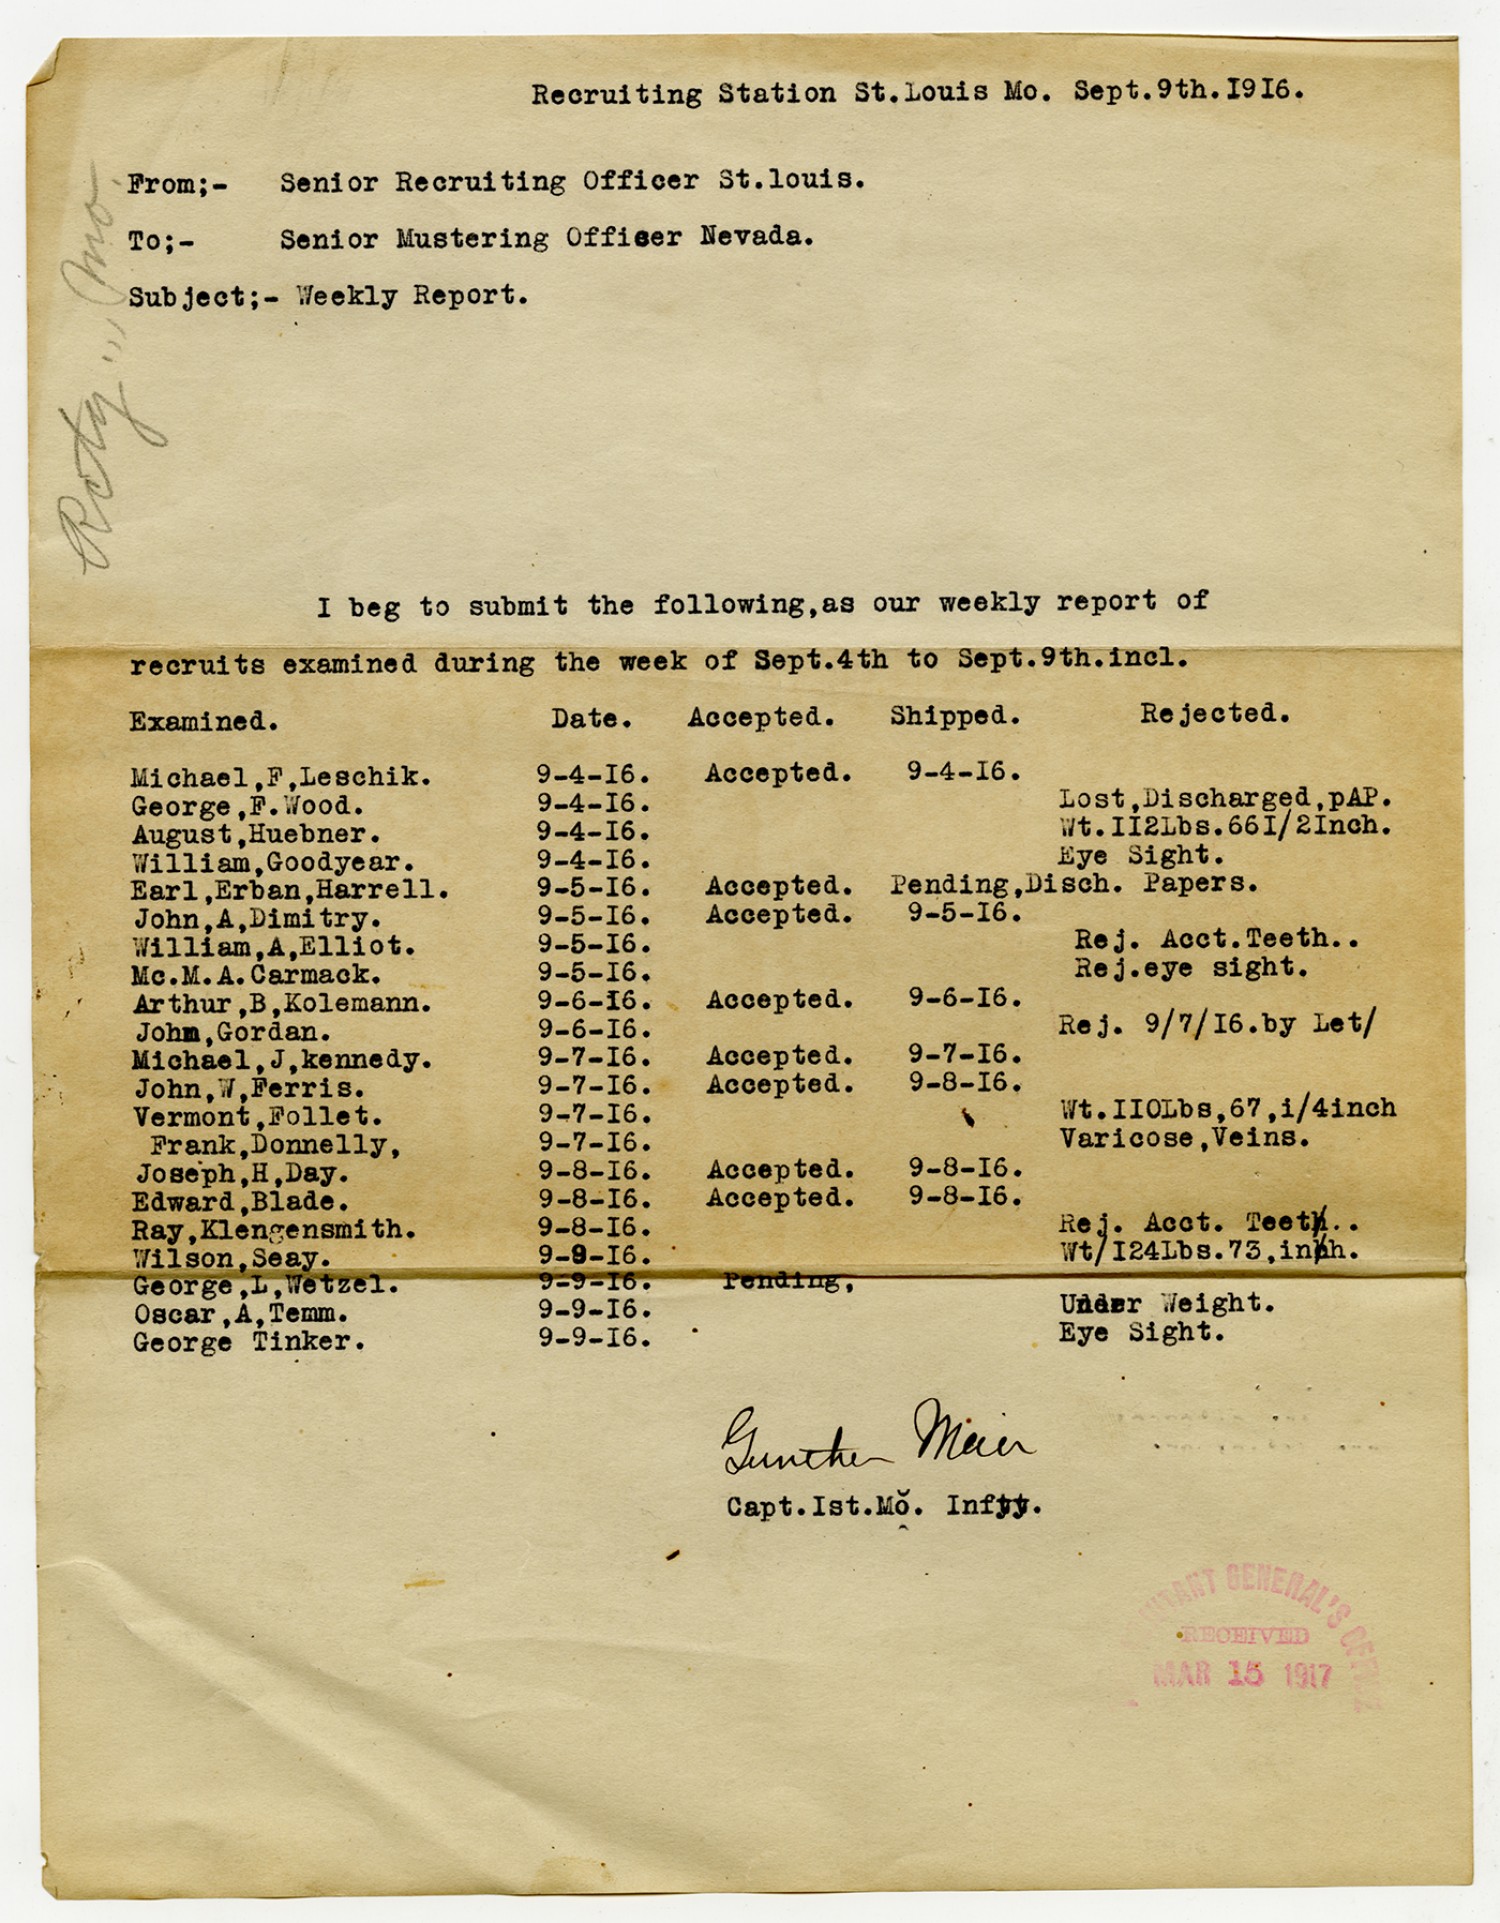 Recruiting Station St.Louis Mo. Sept.9th.I9I6.
From;- Senior Recruiting Officer St.louis.
To;- Senior Mustering Officer Nevada.
Subject;- Weekly Report.
I beg to submit the following,as our weekly report of
recruits examined during the week of Sept.4th to Sept.9th.incl.
Examined. Date. Accepted. Shipped. Rejected.
Michael,F,Leschik. 9-4-I6. Accepted. 9-4-I6.
George,F.Wood. 9-4-I6. Lost,Discharged,pAP.
August,Huebner. 9-4-I6. Wt.II2Lbs.66I/2Inch.
William,Goodyear. 9-4-I6. Eye Sight.
Earl,Erban,Harrell. 9-5-I6. Accepted. Pending,Disch. Papers.
John,A,Dimitry. 9-5-I6. Accepted. 9-5-I6.
William,A,Elliot. 9-5-I6. Rej. Acct.Teeth..
Mc.M.A.Carmack. 9-5-I6. Rej.eye sight.
Arthur,B,Kolemann. 9-6-I6. Accepted. 9-6-I6.
John,Gordan. 9-6-I6. Rej. 9/7/I6.by Let/
Michael,J,kennedy. 9-7-I6. Accepted. 9-7-I6.
John,W,Ferris. 9-7-I6. Accepted. 9-8-I6.
Vermont,Follet. 9-7-I6. Wt.IIOLbs,67,i/4inch
Frank,Donnelly, 9-7-I6. Varicose,Veins.
Joseph,H,Day. 9-8-I6. Accepted. 9-8-I6.
Edward,Blade. 9-8-I6. Accepted. 9-8-I6.
Ray,Klengensmith. 9-8-I6. Rej. Acct. Teeth..
Wilson,Seay. 9-9-I6. Wt/I24Lbs.73,inch.
George,L,Wetzel. 9-9-I6. Pending,
Oscar,A,Temm. 9-9-I6. Under Weight.
George Tinker. 9-9-I6. Eye Sight.
Gunther Meier
Capt.Ist.Mo. Infty.
GENERAL'S OFFICE
RECEIVED
MAR 15 1917
Mo